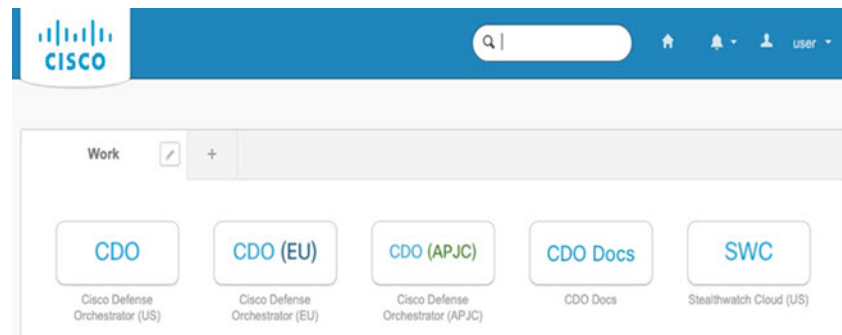 CISCO
user
Work
+
CDO
CDO (EU)
CDO (APJC)
CDO Docs
SWC
Cisco Defense
Orchestrator (US)
Cisco Defense
Orchestrator (EU)
Cisco Defense
Orchestrator (APJC)
CDO Docs
Stealthwatch Cloud (US)